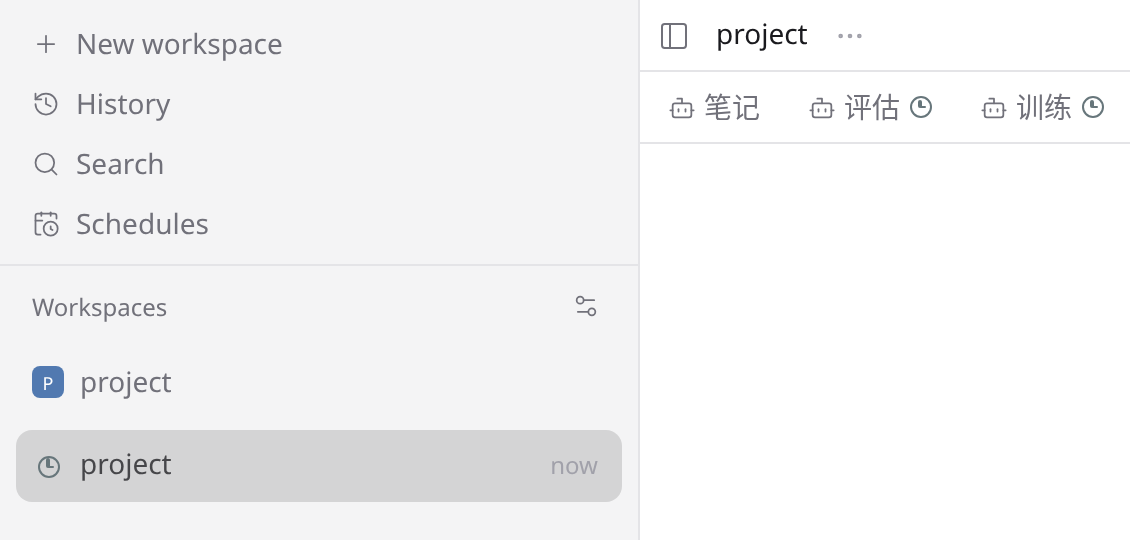 New workspace
History
Search
Schedules
Workspaces
P project
project now
project
笔记 评估 训练